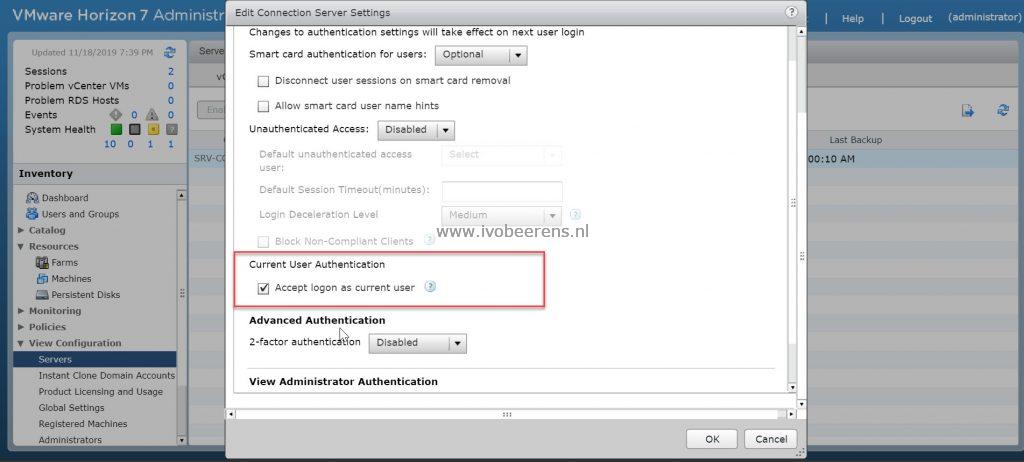 VMware Horizon 7 Administr
Help
Logout
(administrator)
Updated 11/18/2019 7:39 PM
Sessions 2
Problem vCenter VMs 0
Problem RDS Hosts 0
Events 0 0
System Health
10 0 1 1
Inventory
Dashboard
Users and Groups
Catalog
Resources
Farms
Machines
Persistent Disks
Monitoring
Policies
View Configuration
Servers
Instant Clone Domain Accounts
Product Licensing and Usage
Global Settings
Registered Machines
Administrators
Serve
vC
Ena
SRV-CO
Last Backup
00:10 AM
Edit Connection Server Settings
Changes to authentication settings will take effect on next user login
Smart card authentication for users: Optional
Disconnect user sessions on smart card removal
Allow smart card user name hints
Unauthenticated Access: Disabled
Default unauthenticated access Select
user:
Default Session Timeout(minutes):
Login Deceleration Level Medium
www.ivobeerens.nl
Block Non-Compliant Clients
Current User Authentication
Accept logon as current user
Advanced Authentication
2-factor authentication Disabled
View Administrator Authentication
OK Cancel